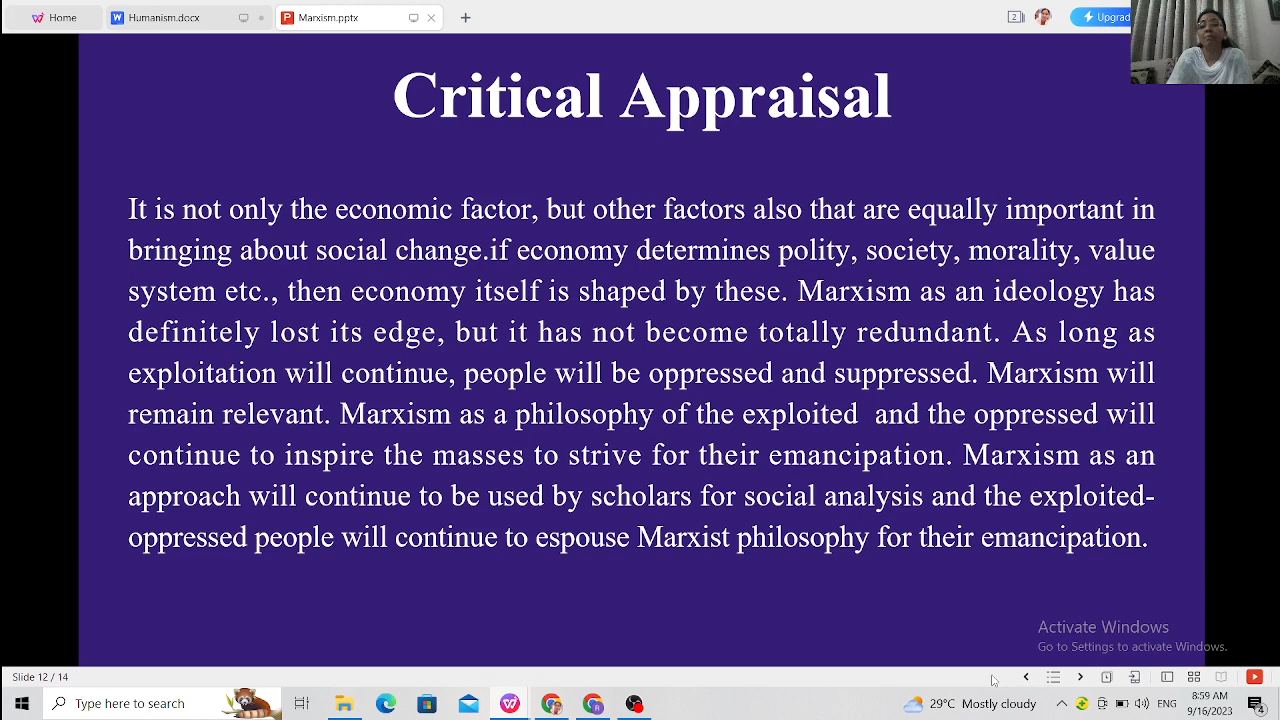 Home
Humanism.docx
Marxism.pptx
2
Upgrad
Critical Appraisal
It is not only the economic factor, but other factors also that are equally important in
bringing about social change.if economy determines polity, society, morality, value
system etc., then economy itself is shaped by these. Marxism as an ideology has
definitely lost its edge, but it has not become totally redundant. As long as
exploitation will continue, people will be oppressed and suppressed. Marxism will
remain relevant. Marxism as a philosophy of the exploited and the oppressed will
continue to inspire the masses to strive for their emancipation. Marxism as an
approach will continue to be used by scholars for social analysis and the exploited-
oppressed people will continue to espouse Marxist philosophy for their emancipation.
Activate Windows
Go to Settings to activate Windows.
Slide 12 / 14
Type here to search
29°C Mostly cloudy
ENG
8:59 AM
9/16/2023
4